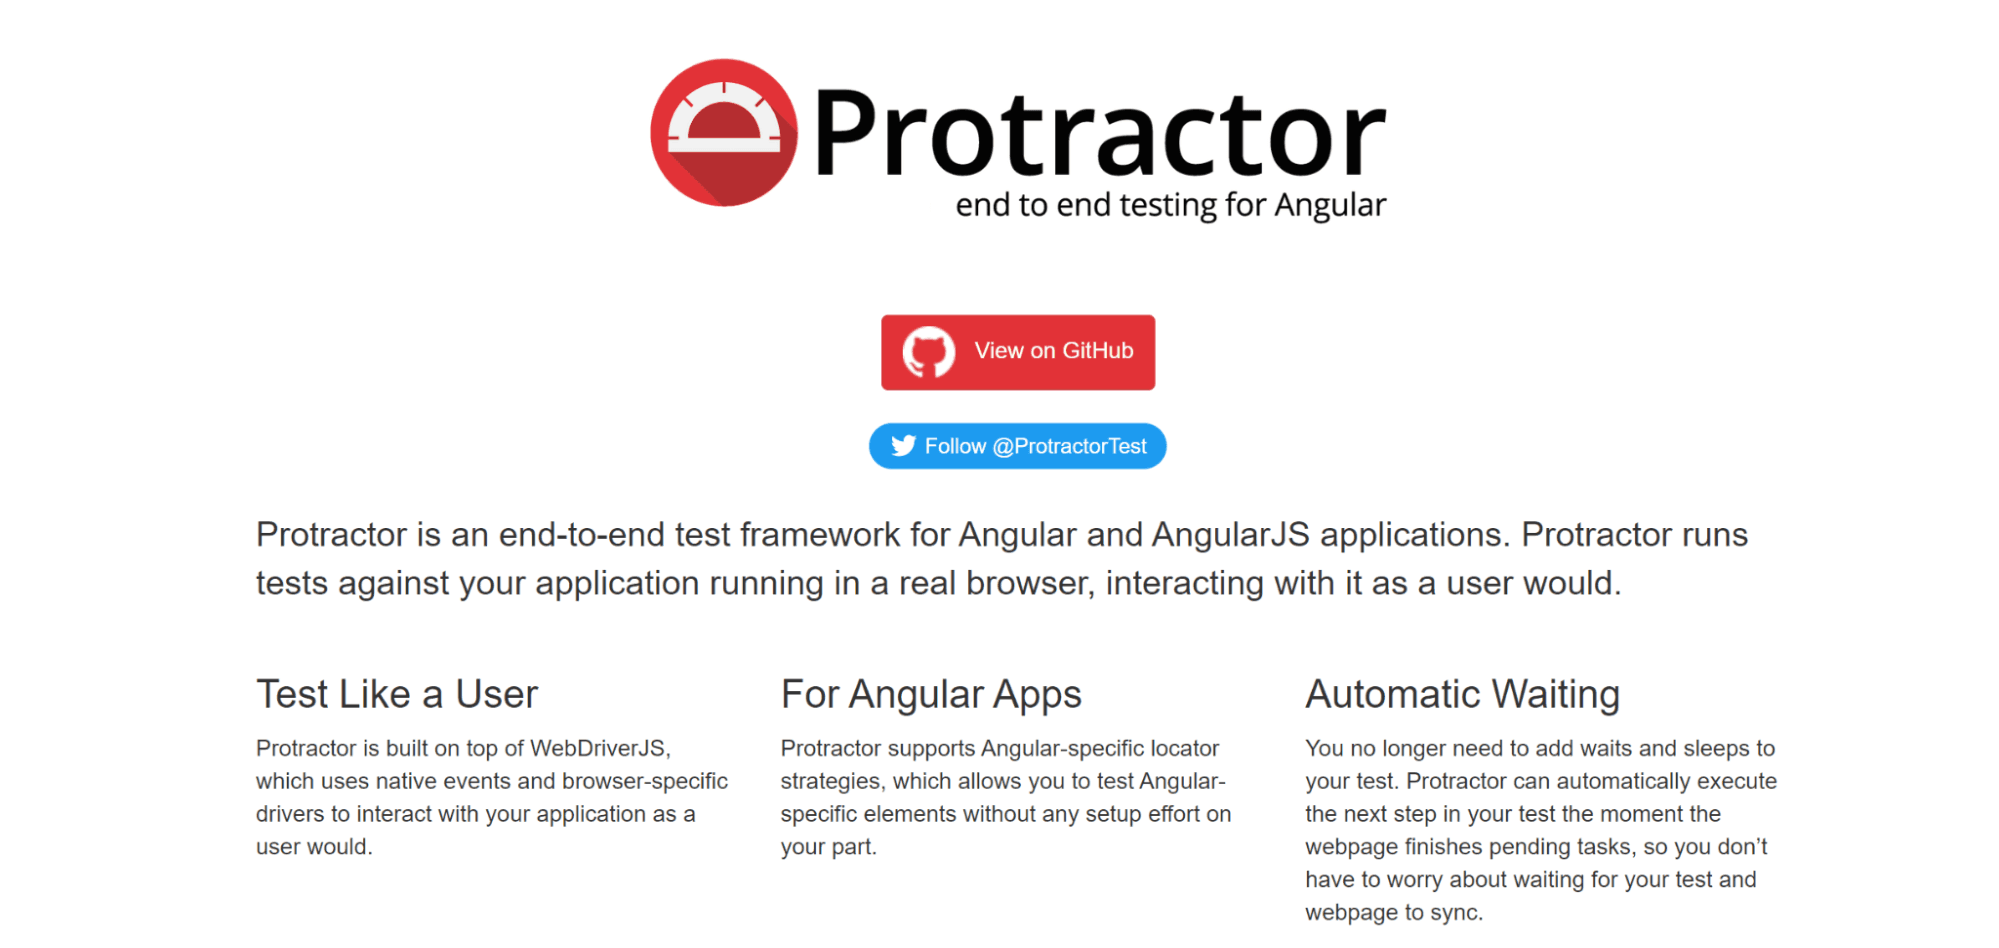 Protractor
end to end testing for Angular
View on GitHub
Follow @ProtractorTest
Protractor is an end-to-end test framework for Angular and AngularJS applications. Protractor runs
tests against your application running in a real browser, interacting with it as a user would.
Test Like a User
Protractor is built on top of WebDriverJS,
which uses native events and browser-specific
drivers to interact with your application as a
user would.
For Angular Apps
Protractor supports Angular-specific locator
strategies, which allows you to test Angular-
specific elements without any setup effort on
your part.
Automatic Waiting
You no longer need to add waits and sleeps to
your test. Protractor can automatically execute
the next step in your test the moment the
webpage finishes pending tasks, so you don’t
have to worry about waiting for your test and
webpage to sync.